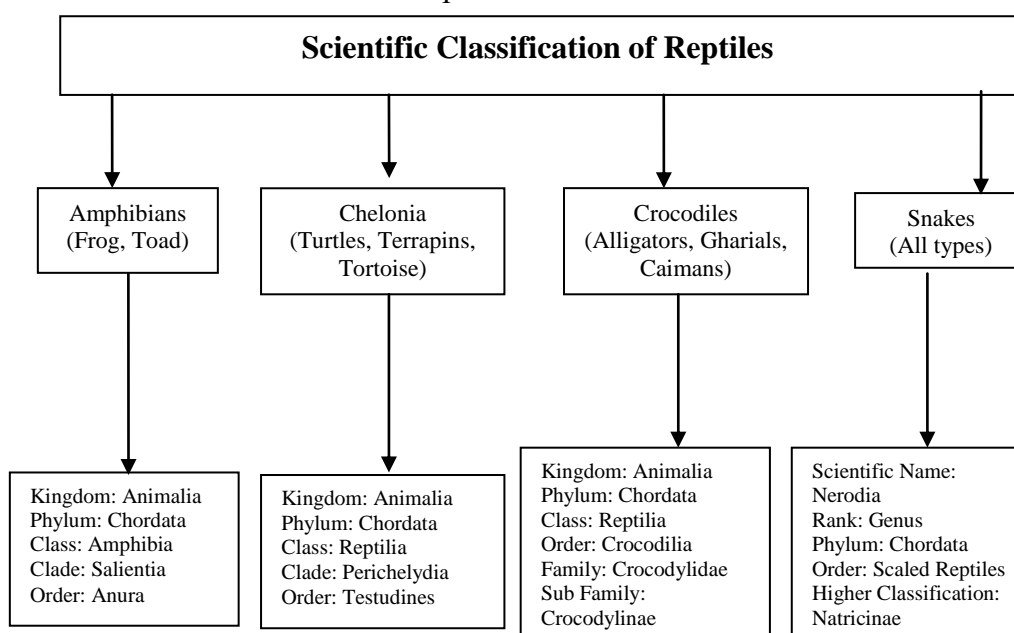 Scientific Classification of Reptiles
Amphibians
(Frog, Toad)
Chelonia
(Turtles, Terrapins,
Tortoise)
Crocodiles
(Alligators, Gharials,
Caimans)
Snakes
(All types)
Kingdom: Animalia
Phylum: Chordata
Class: Amphibia
Clade: Salientia
Order: Anura
Kingdom: Animalia
Phylum: Chordata
Class: Reptilia
Clade: Perichelydia
Order: Testudines
Kingdom: Animalia
Phylum: Chordata
Class: Reptilia
Order: Crocodilia
Family: Crocodylidae
Sub Family:
Crocodylinae
Scientific Name:
Nerodia
Rank: Genus
Phylum: Chordata
Order: Scaled Reptiles
Higher Classification:
Natricinae